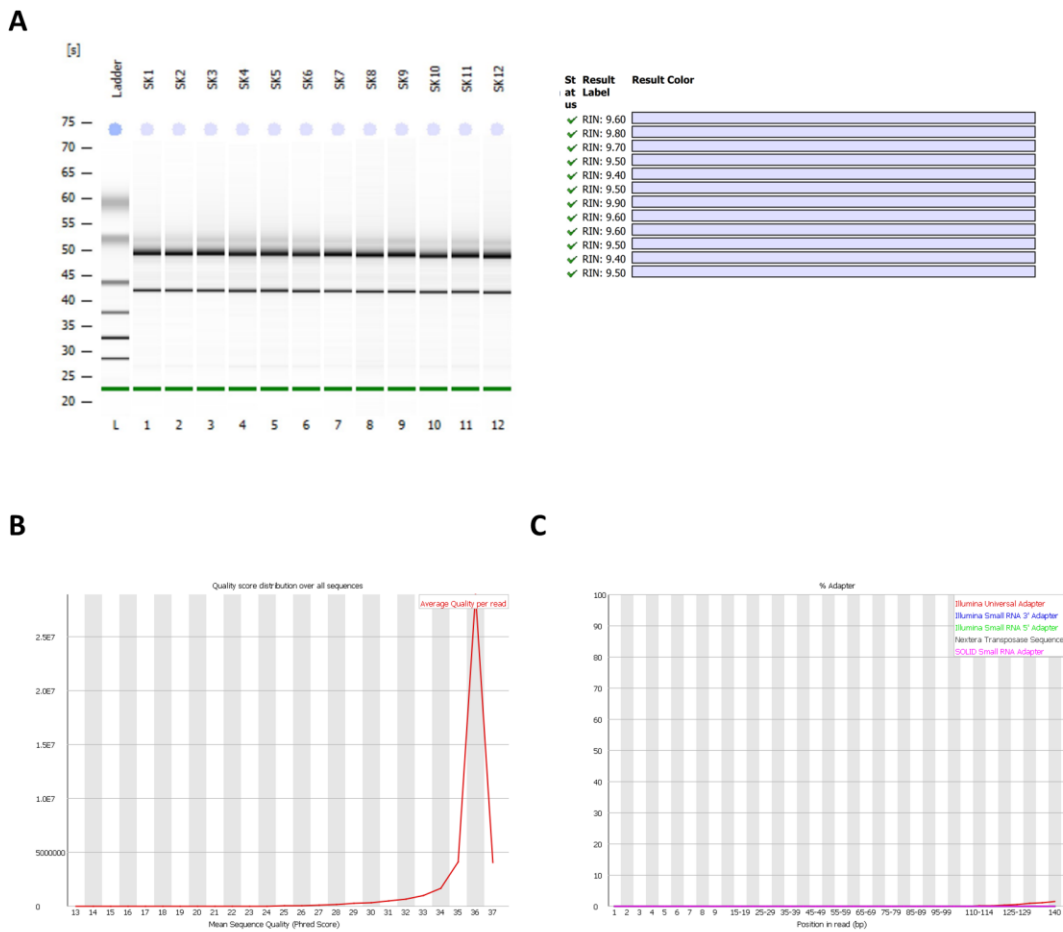 A
[s]
Ladder SK1 SK2 SK3 SK4 SK5 SK6 SK7 SK8 SK9 SK10 SK11 SK12
75
70
65
60
55
50
45
40
35
30
25
20
L 1 2 3 4 5 6 7 8 9 10 11 12
St Result Result Color
at Label
us
RIN: 9.60
RIN: 9.80
RIN: 9.70
RIN: 9.50
RIN: 9.40
RIN: 9.50
RIN: 9.90
RIN: 9.60
RIN: 9.60
RIN: 9.50
RIN: 9.40
RIN: 9.50
B
Quality score distribution over all sequences
Average Quality per read
2.5E7
2.0E7
1.5E7
1.0E7
5000000
0
13 14 15 16 17 18 19 20 21 22 23 24 25 26 27 28 29 30 31 32 33 34 35 36 37
Mean Sequence Quality (Phred Score)
C
% Adapter
Illumina Universal Adapter
Illumina Small RNA 3' Adapter
Illumina Small RNA 5' Adapter
Nextera Transposase Sequence
SOLID Small RNA Adapter
100
90
80
70
60
50
40
30
20
10
0
1 2 3 4 5 6 7 8 9 15-19 25-29 35-39 45-49 55-59 65-69 75-79 85-89 95-99 110-114 125-129 140
Position in read (bp)